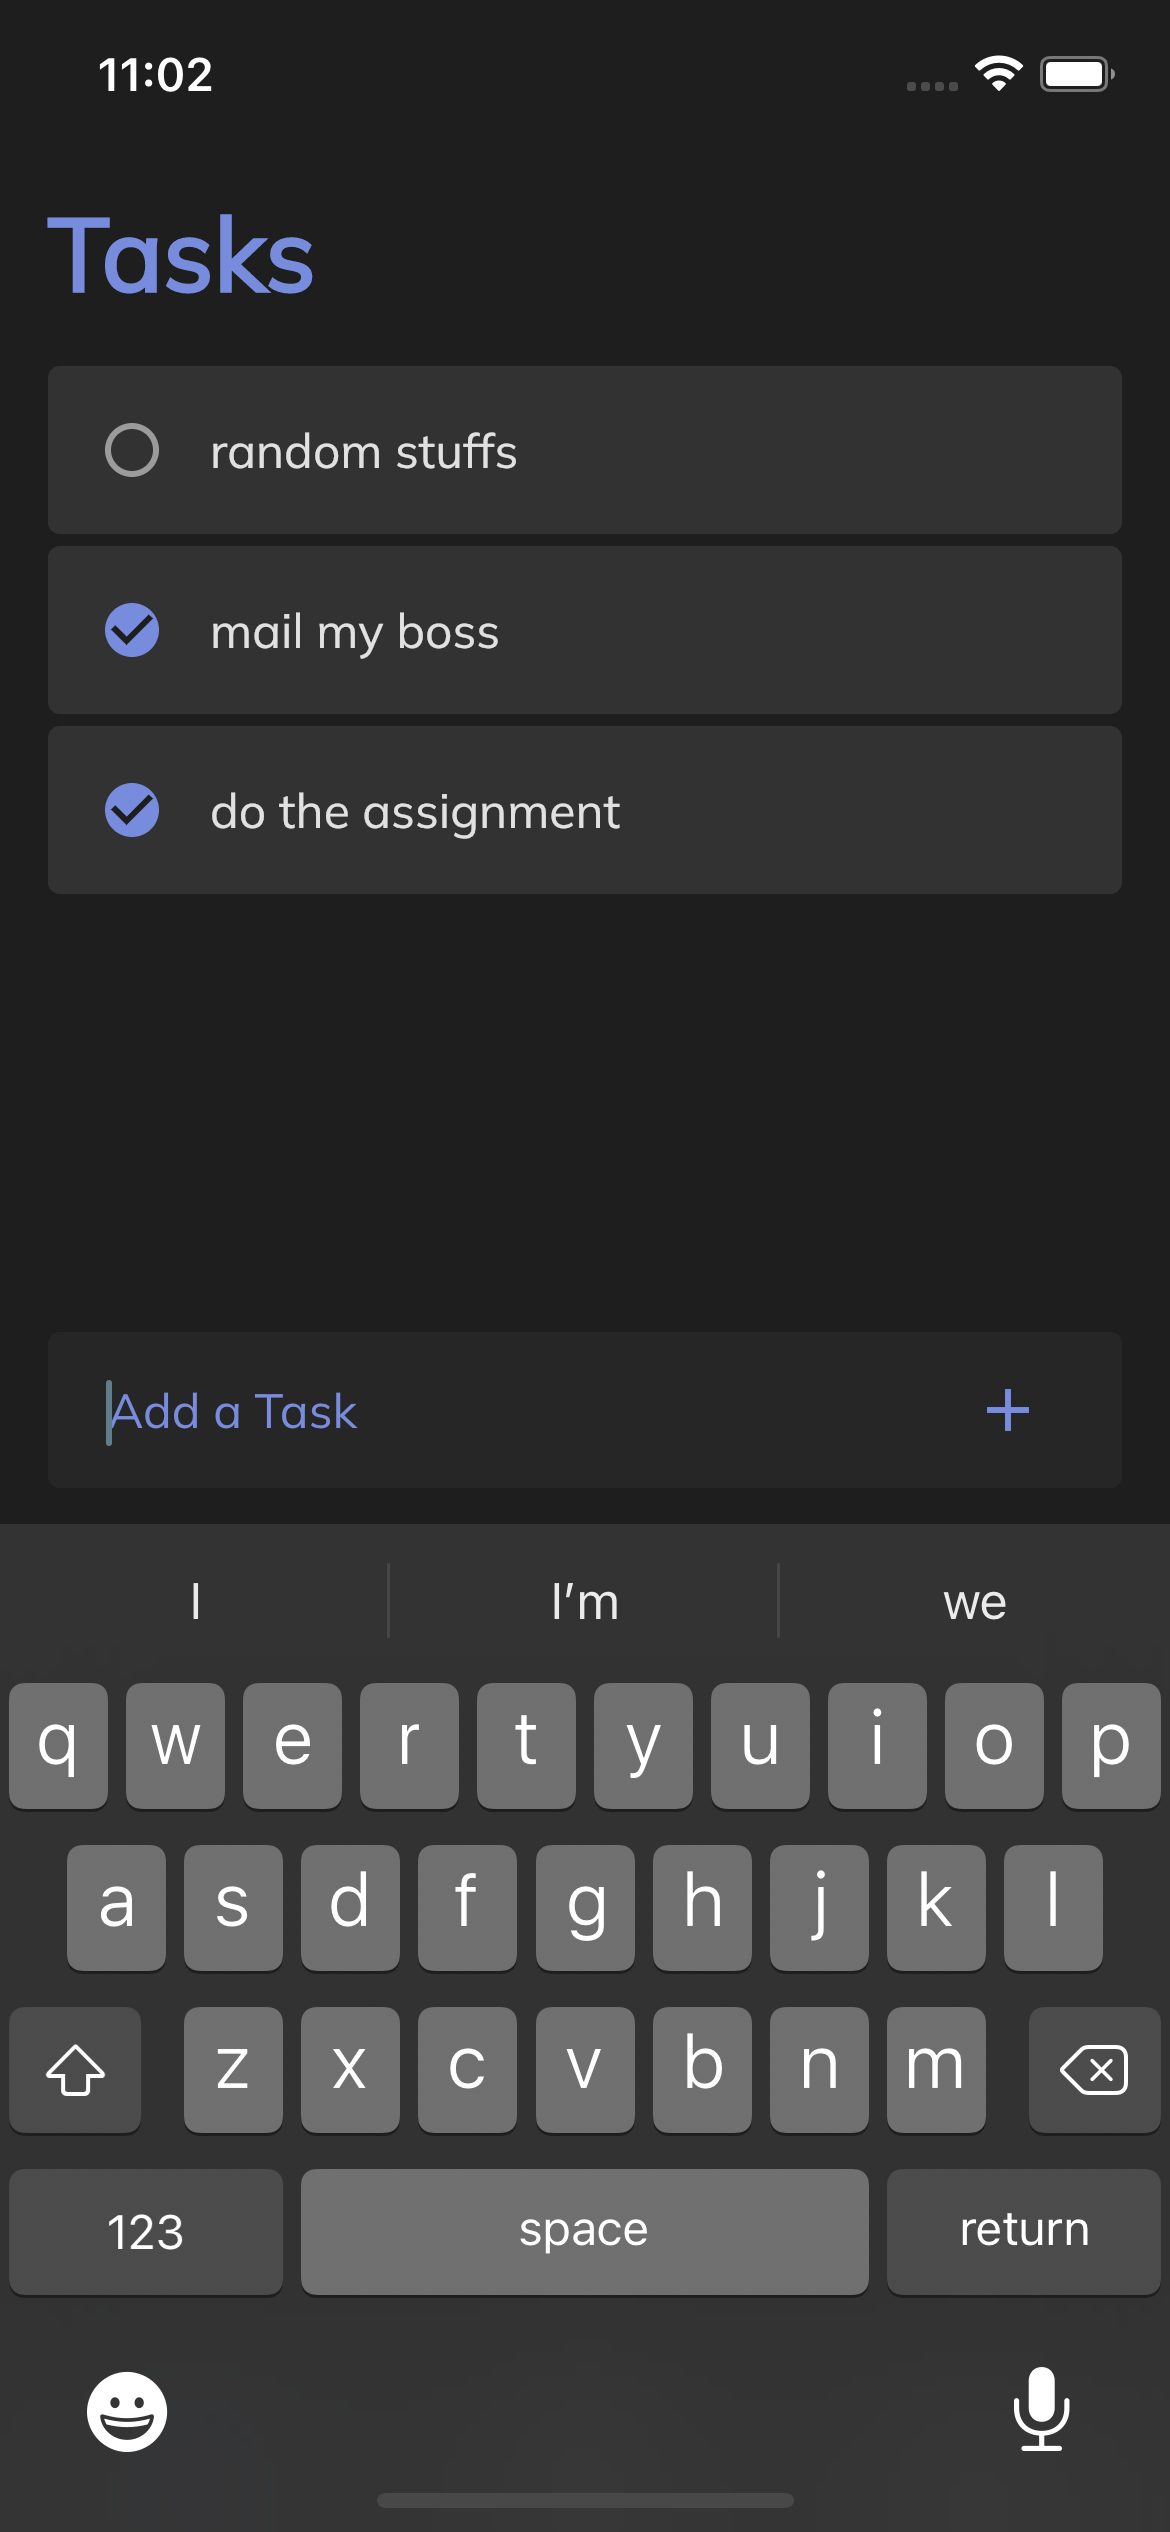 11:02
Tasks
random stuffs
mail my boss
do the assignment
Add a Task
I I'm we
q w e r t y u i o p
a s d f g h j k l
z x c v b n m
123 space return